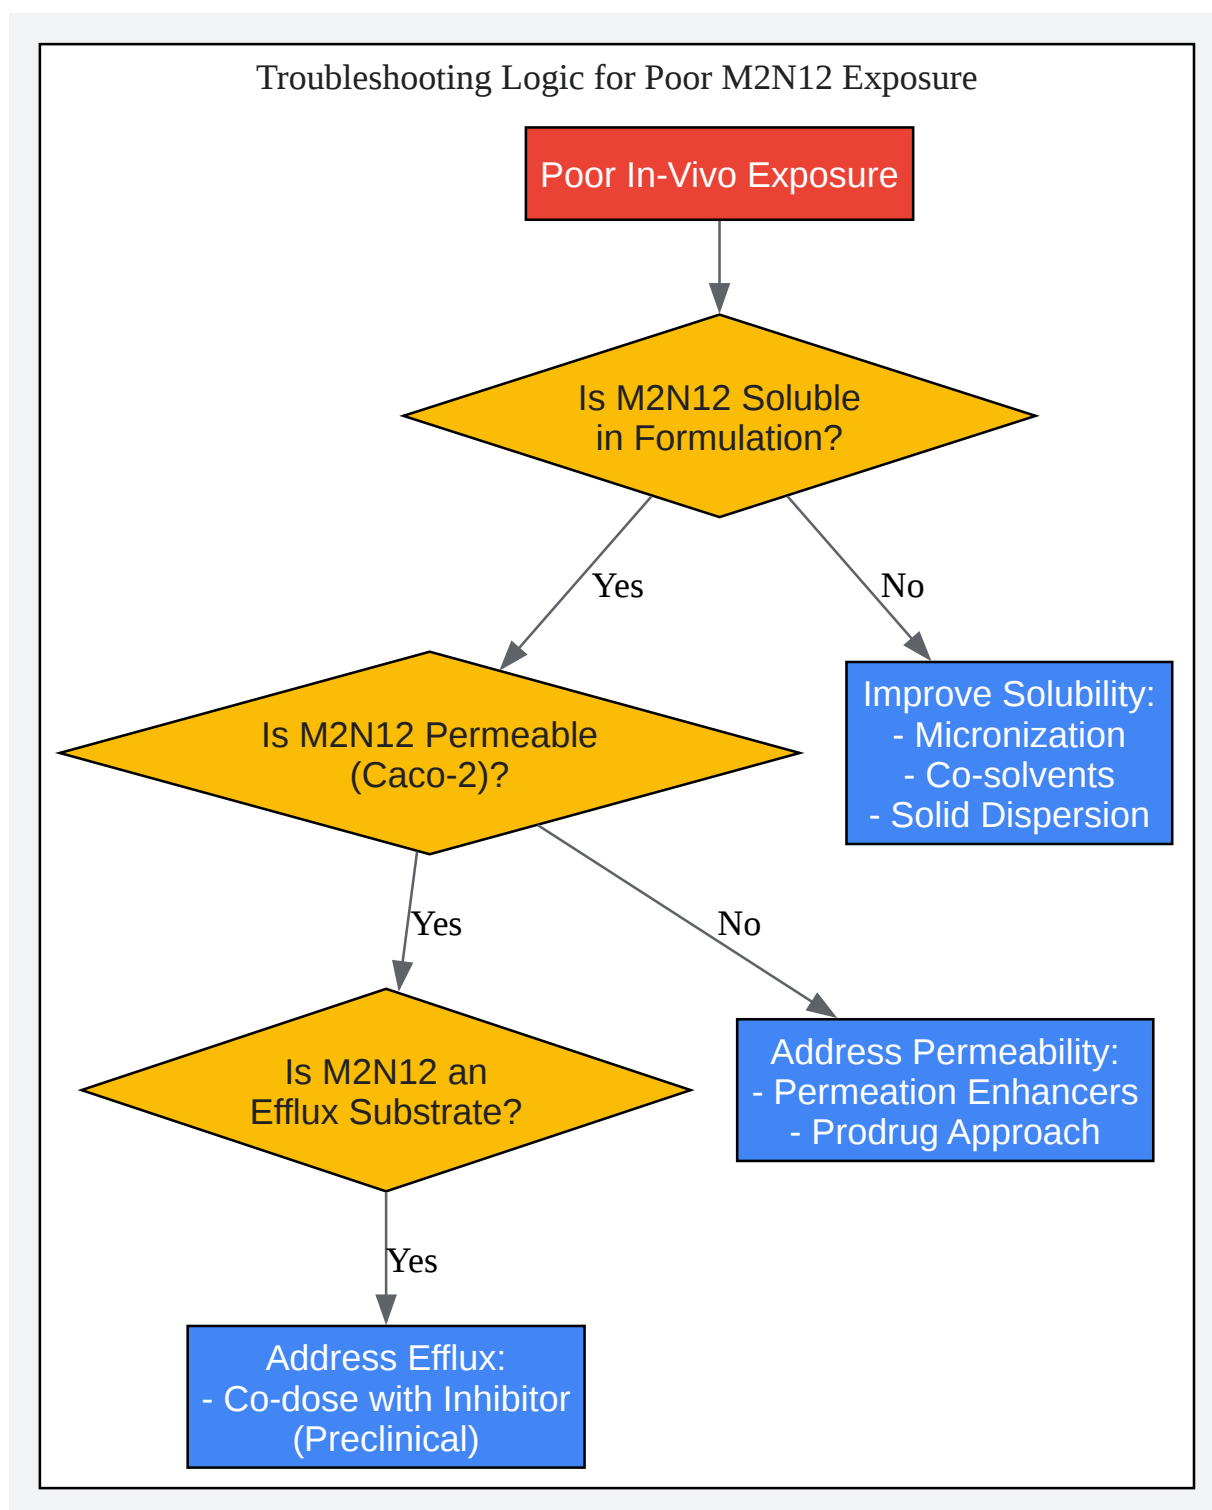 Troubleshooting Logic for Poor M2N12 Exposure
Poor In-Vivo Exposure
Is M2N12 Soluble
in Formulation?
Yes
No
Is M2N12 Permeable
(Caco-2)?
Improve Solubility:
- Micronization
- Co-solvents
- Solid Dispersion
Yes
No
Is M2N12 an
Efflux Substrate?
Address Permeability:
- Permeation Enhancers
- Prodrug Approach
Yes
Address Efflux:
- Co-dose with Inhibitor
(Preclinical)